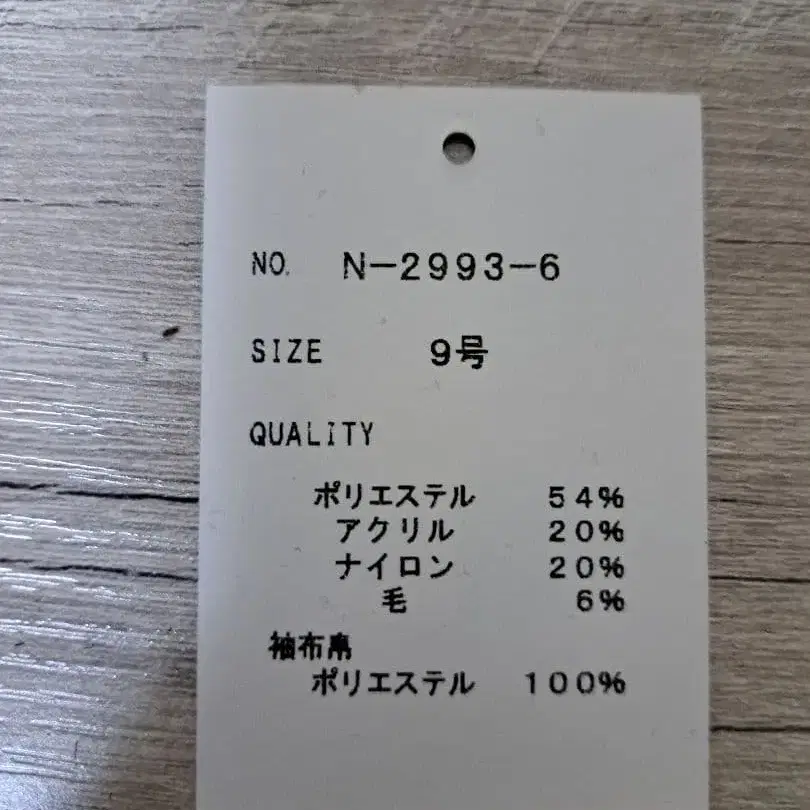 NO. N-2993-6
SIZE 9号
QUALITY
ポリエステル 54%
アクリル 20%
ナイロン 20%
毛 6%
袖布帛
ポリエステル 100%